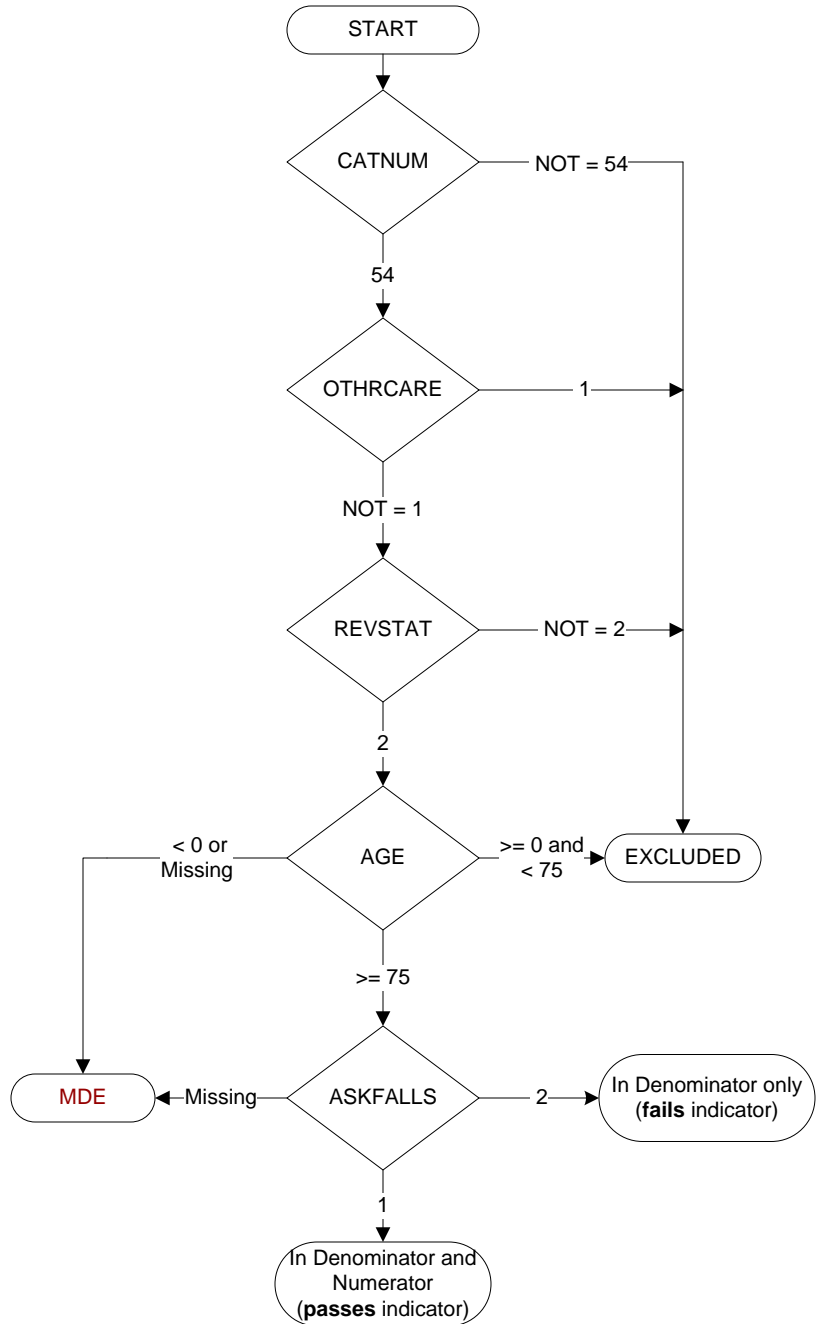 START
CATNUM
NOT = 54
54
OTHRCARE
1
NOT = 1
REVSTAT
NOT = 2
2
< 0 or
Missing
AGE
>= 0 and
< 75
EXCLUDED
>= 75
MDE
Missing
ASKFALLS
2
In Denominator only
(fails indicator)
1
In Denominator and
Numerator
(passes indicator)